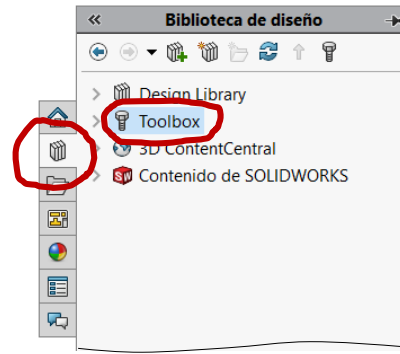 Biblioteca de diseño
Design Library
Toolbox
3D ContentCentral
SW Contenido de SOLIDWORKS